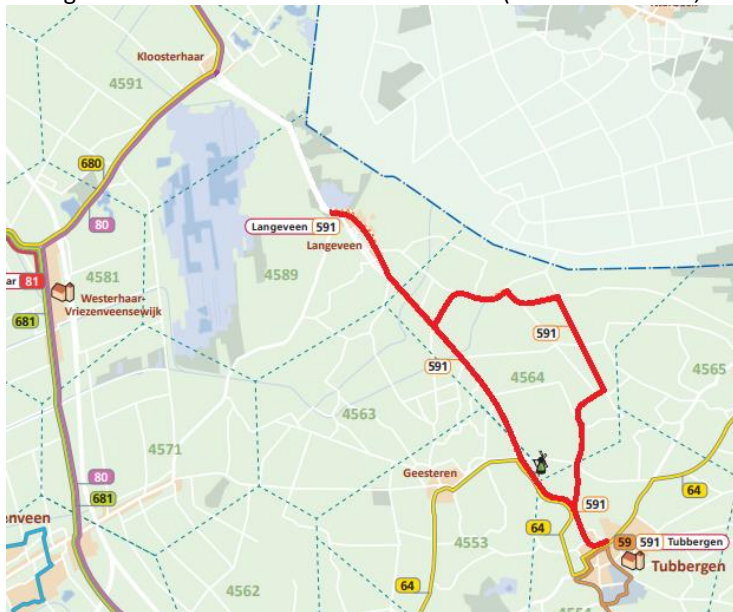 Kloosterhaar
4591
680
80
Langeveen 591
Langeveen
4589
81
4581
Westerhaar-
Vriezenveensewijk
681
591
591
4564
4565
4563
4571
Geesteren
80
681
64
591
64
4553
59 591 Tubbergen
Tubbergen
64
4562